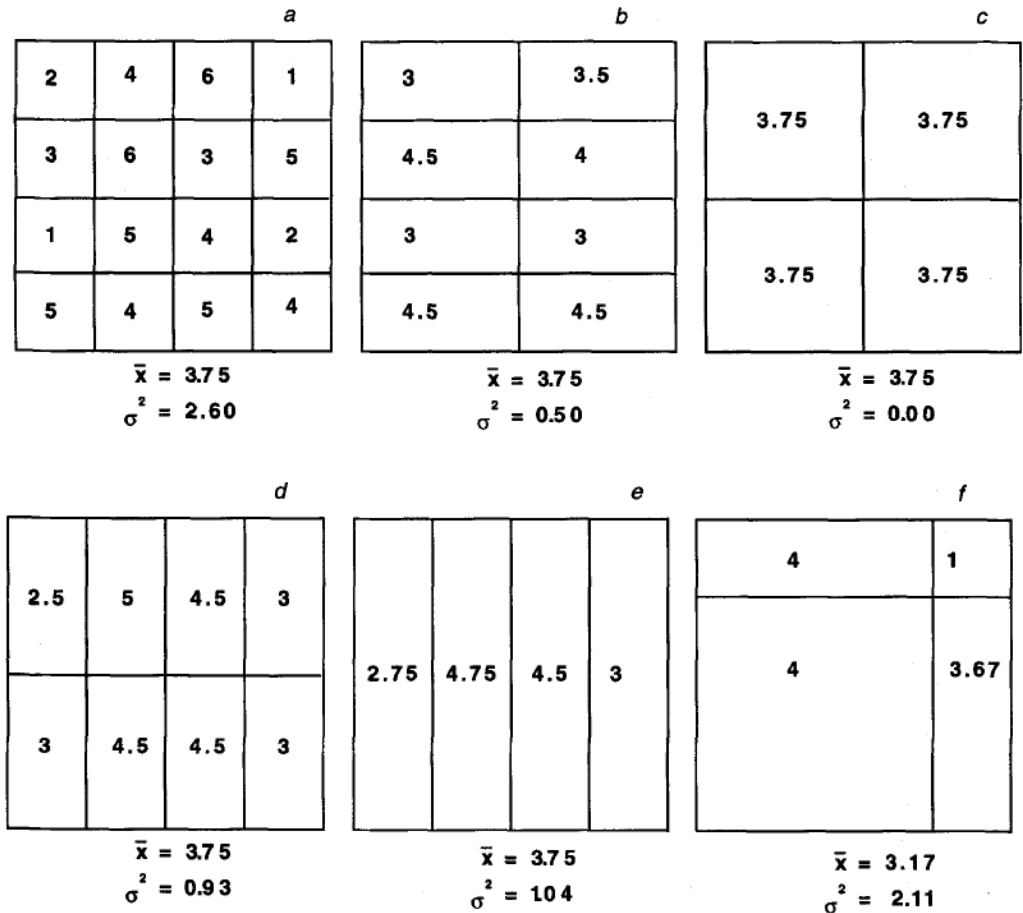 a b c
2 4 6 1
3 6 3 5
1 5 4 2
5 4 5 4
x̄ = 3.75
σ² = 2.60
3 3.5
4.5 4
3 3
4.5 4.5
x̄ = 3.75
σ² = 0.50
3.75 3.75
3.75 3.75
x̄ = 3.75
σ² = 0.00
d e f
2.5 5 4.5 3
3 4.5 4.5 3
x̄ = 3.75
σ² = 0.93
2.75 4.75 4.5 3
x̄ = 3.75
σ² = 1.04
4 1
4 3.67
x̄ = 3.17
σ² = 2.11